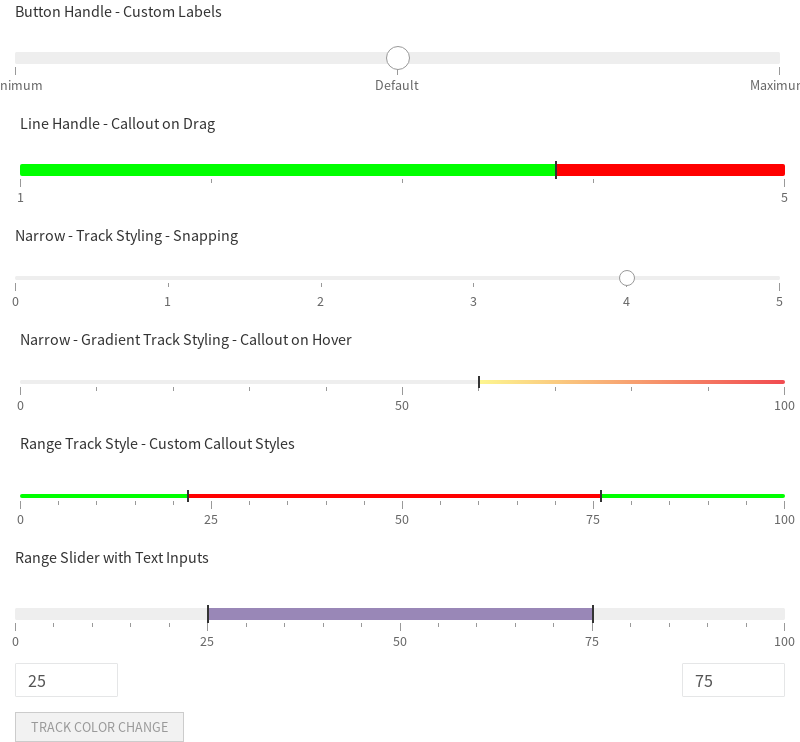 Button Handle - Custom Labels
nimum Default Maximur
Line Handle - Callout on Drag
1 5
Narrow - Track Styling - Snapping
0 1 2 3 4 5
Narrow - Gradient Track Styling - Callout on Hover
0 50 100
Range Track Style - Custom Callout Styles
0 25 50 75 100
Range Slider with Text Inputs
0 25 50 75 100
25 75
TRACK COLOR CHANGE